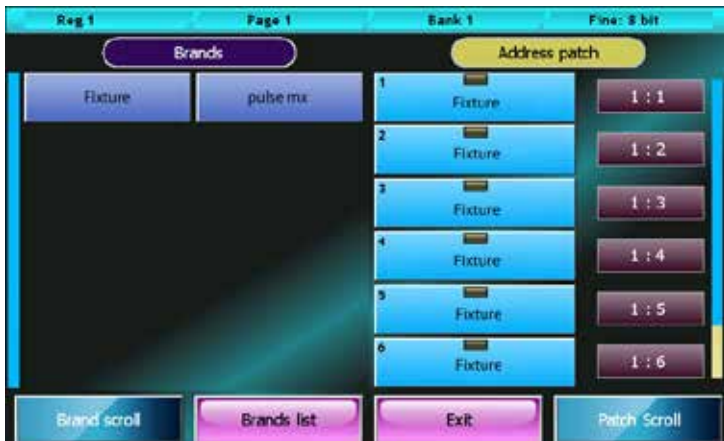 Reg 1 Page 1 Bank 1 Fine: 8 bit
Brands Address patch
Fixture pulse mx 1 Fixture 1 : 1
2 Fixture 1 : 2
3 Fixture 1 : 3
4 Fixture 1 : 4
5 Fixture 1 : 5
6 Fixture 1 : 6
Brand scroll Brands list Exit Patch Scroll